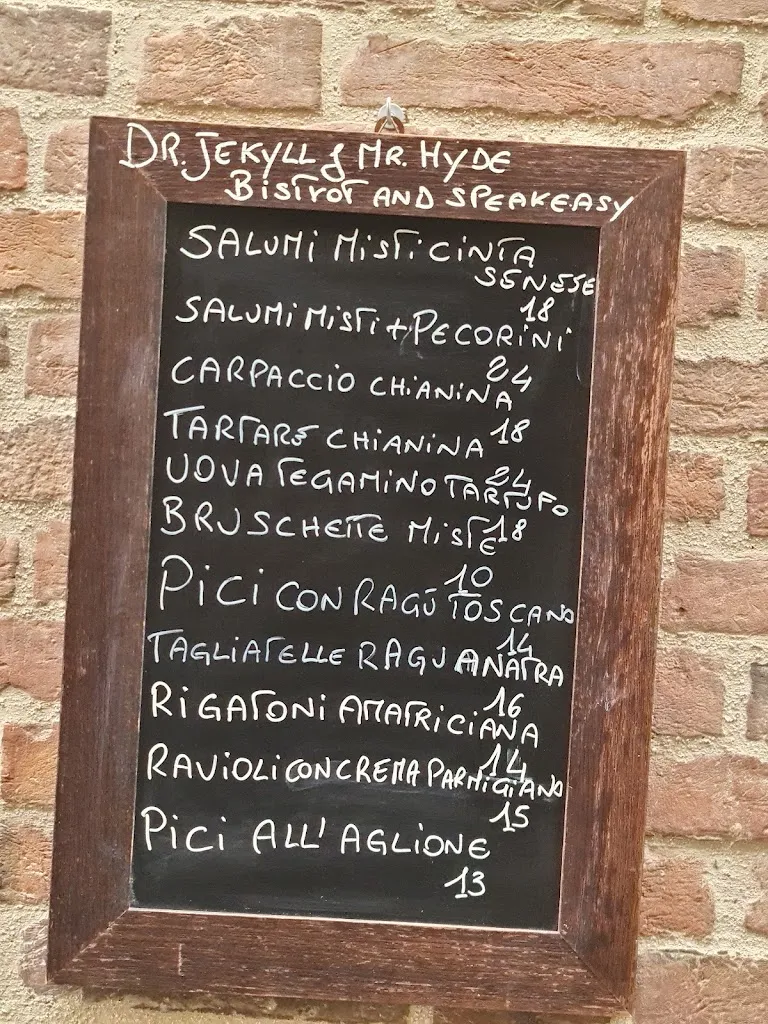 DR. JEKYLL & MR. HYDE
BISTROT AND SPEAKEASY
SALUMI MISTI CINTA
SENESE
18
SALUMI MISTI + PECORINI
24
CARPACCIO CHIANINA
18
TARTARE CHIANINA
24
UOVA TEGAMINO TARTUFO
18
BRUSCHETTE MISTE
10
PICI CON RAGÚ TOSCANO
14
TAGLIATELLE RAGU ANATRA
16
RIGATONI AMATRICIANA
14
RAVIOLI CON CREMA PARMIGIANO
15
PICI ALL' AGLIONE
13